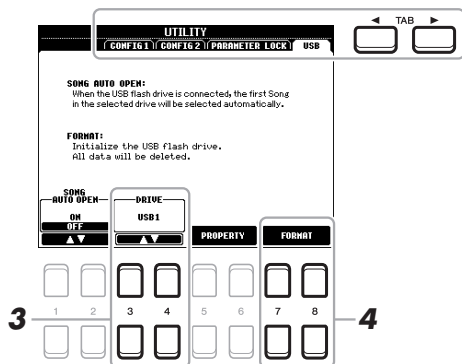 ◄ TAB ►
UTILITY
CONFIG 1 CONFIG 2 PARAMETER LOCK USB
SONG AUTO OPEN:
When the USB flash drive is connected, the first Song
in the selected drive will be selected automatically.
FORMAT:
Initialize the USB flash drive.
All data will be deleted.
SONG
AUTO OPEN DRIVE
ON USB1
OFF
▲▼ ▲▼ PROPERTY FORMAT
3 1 2 3 4 5 6 7 8 4